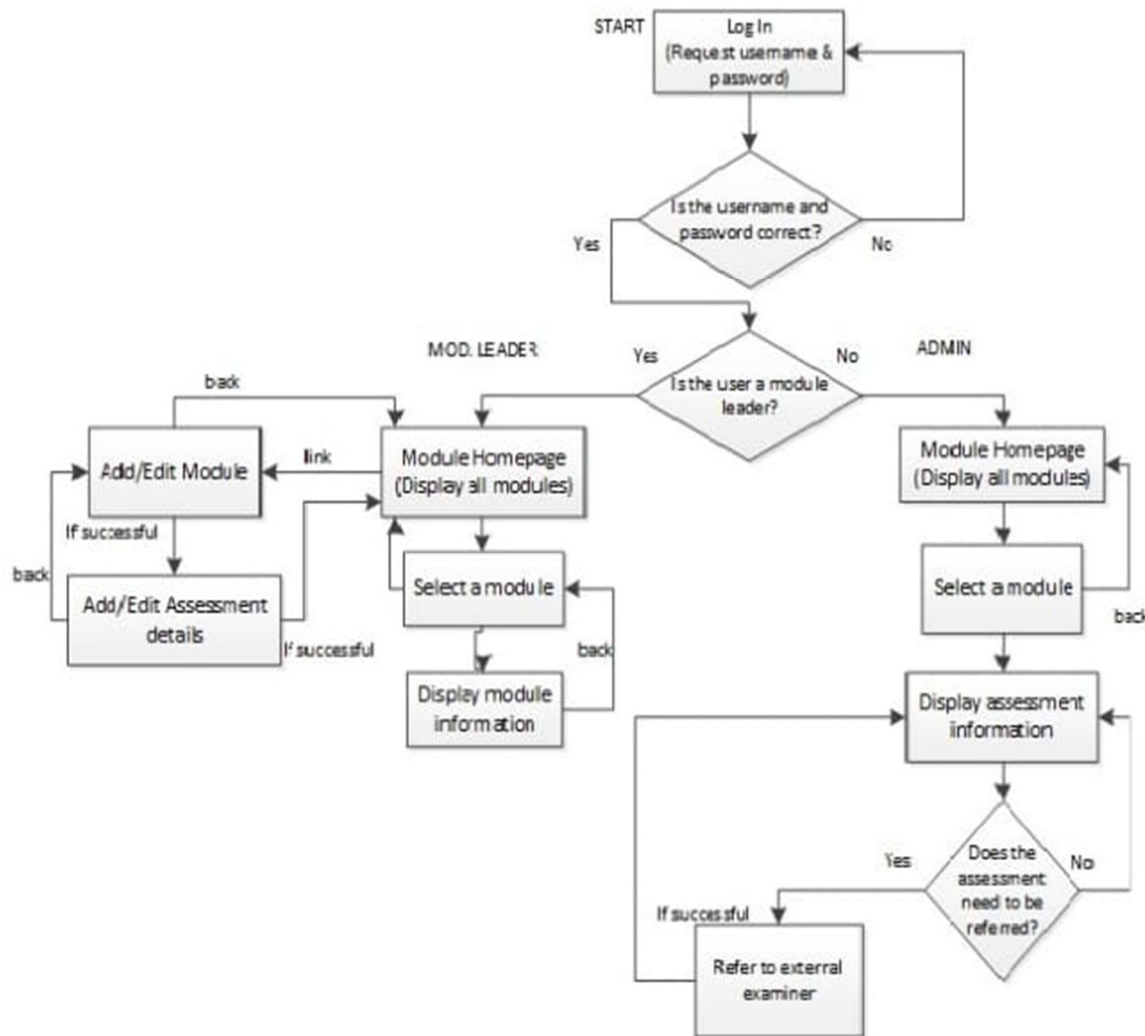 START
Log In
(Request username &
password)
Is the username and
password correct?
Yes
No
MOD. LEADER
Yes
No
ADMIN
Is the user a module
leader?
back
Add/Edit Module
link
Module Homepage
(Display all modules)
Module Homepage
(Display all modules)
If successful
back
Add/Edit Assessment
details
If successful
Select a module
back
Select a module
back
Display module
information
Display assessment
information
Yes
No
Does the
assessment
need to be
referred?
If successful
Refer to external
examiner